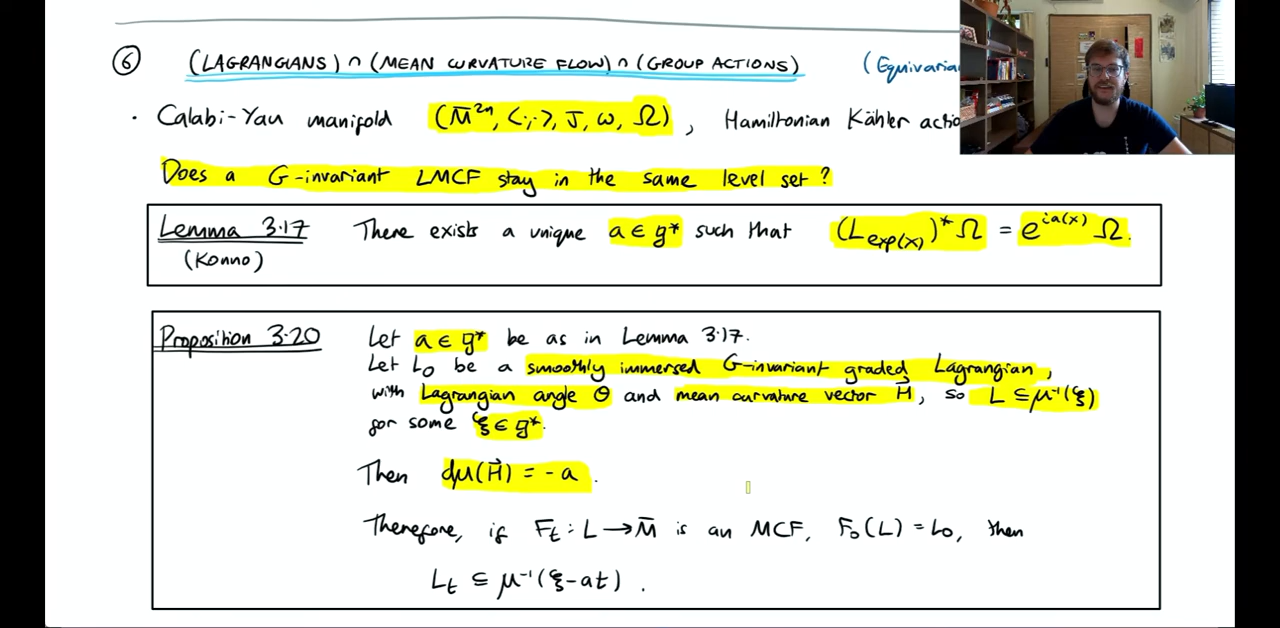 ⑥ (LAGRANGIANS) ∩ (MEAN CURVATURE FLOW) ∩ (GROUP ACTIONS) (Equivaria
· Calabi-Yau manifold (M̄²ⁿ, <·,·>, J, ω, Ω), Hamiltonian Kähler actio
Does a G-invariant LMCF stay in the same level set?
Lemma 3.17 There exists a unique a ∈ g* such that (L_exp(x))* Ω = e^{ia(x)} Ω.
(Konno)
Proposition 3.20 Let a ∈ g* be as in Lemma 3.17.
Let L₀ be a smoothly immersed G-invariant graded Lagrangian,
with Lagrangian angle θ and mean curvature vector H⃗, so L ⊆ μ⁻¹(ξ)
for some ξ ∈ g*.
Then dμ(H⃗) = -a.
Therefore, if F_t : L → M̄ is an MCF, F₀(L) = L₀, then
L_t ⊆ μ⁻¹(ξ-at).